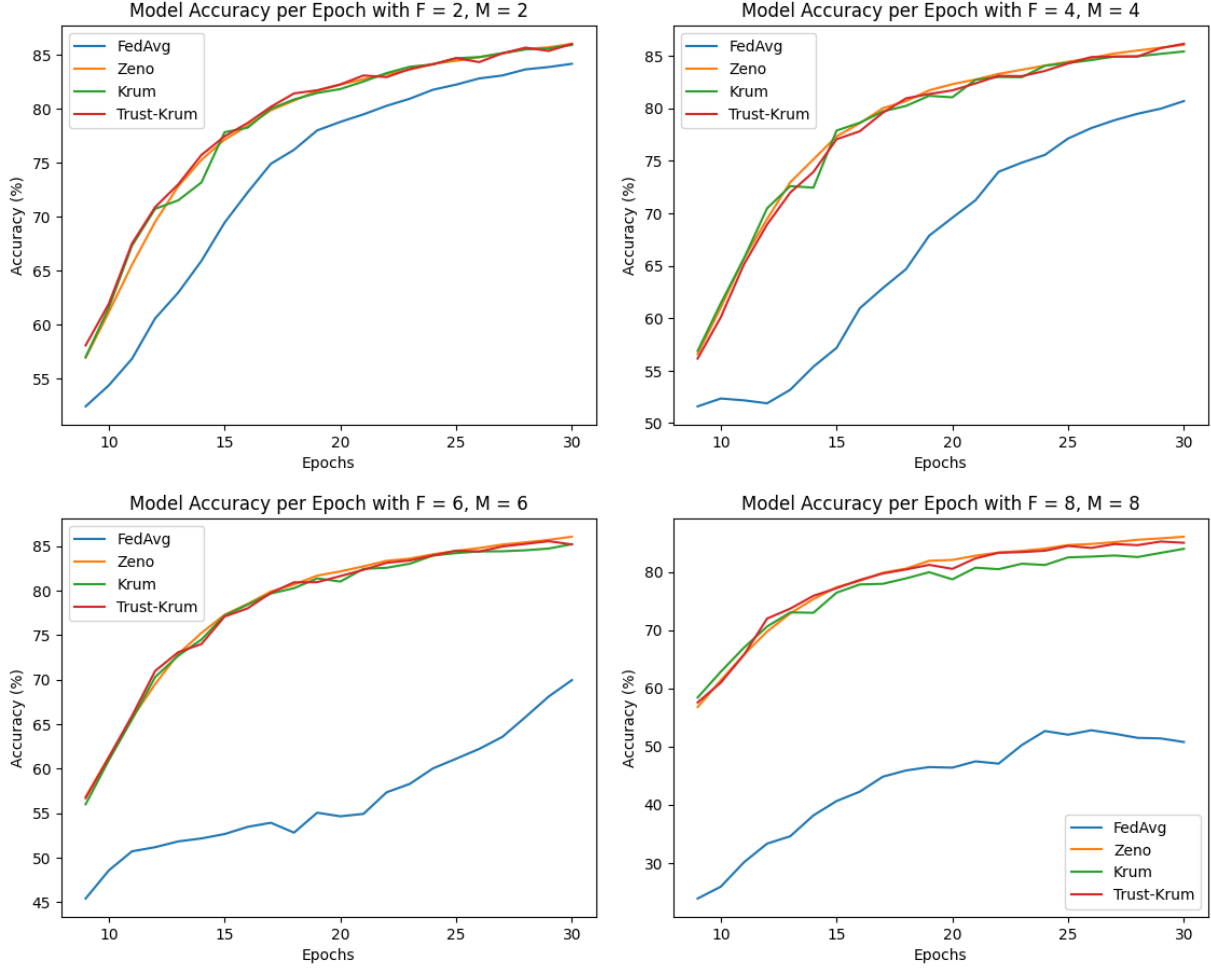 Model Accuracy per Epoch with F = 2, M = 2
FedAvg
Zeno
Krum
Trust-Krum
Accuracy (%)
85
80
75
70
65
60
55
10
15
20
25
30
Epochs
Model Accuracy per Epoch with F = 4, M = 4
FedAvg
Zeno
Krum
Trust-Krum
Accuracy (%)
85
80
75
70
65
60
55
50
10
15
20
25
30
Epochs
Model Accuracy per Epoch with F = 6, M = 6
FedAvg
Zeno
Krum
Trust-Krum
Accuracy (%)
85
80
75
70
65
60
55
50
45
10
15
20
25
30
Epochs
Model Accuracy per Epoch with F = 8, M = 8
Accuracy (%)
80
70
60
50
40
30
FedAvg
Zeno
Krum
Trust-Krum
10
15
20
25
30
Epochs